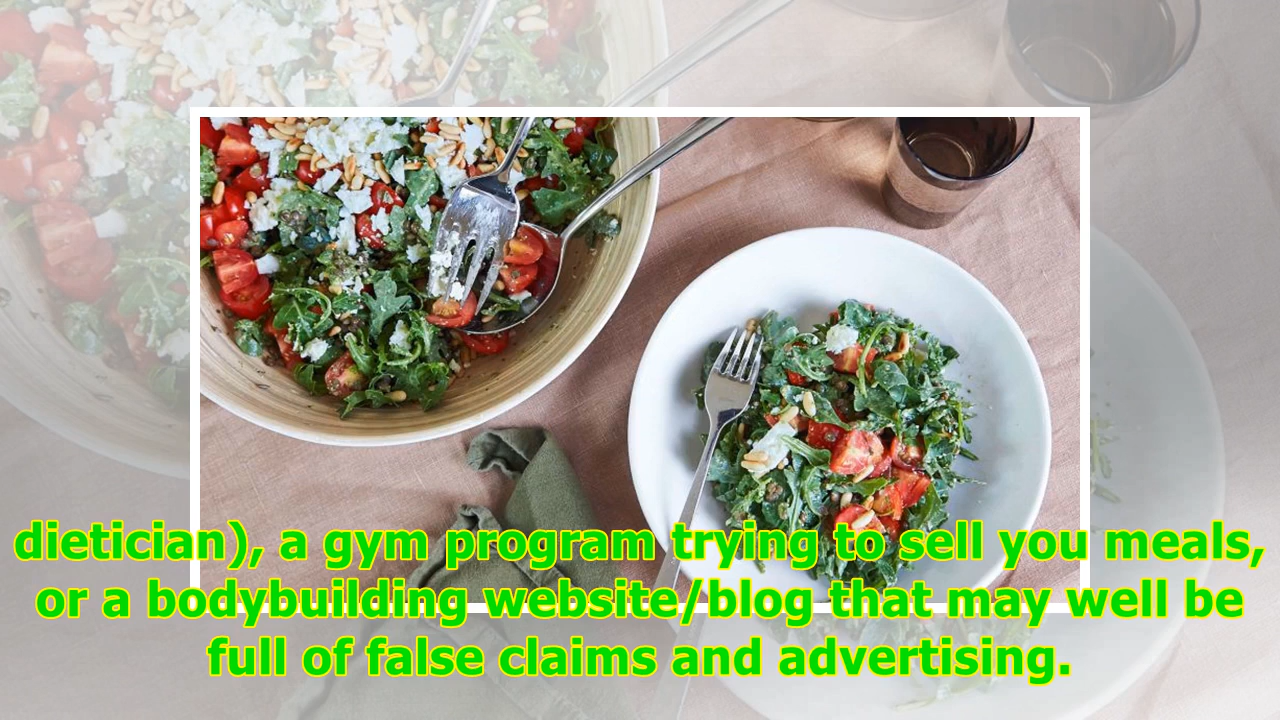 dietician), a gym program trying to sell you meals,
or a bodybuilding website/blog that may well be
full of false claims and advertising.